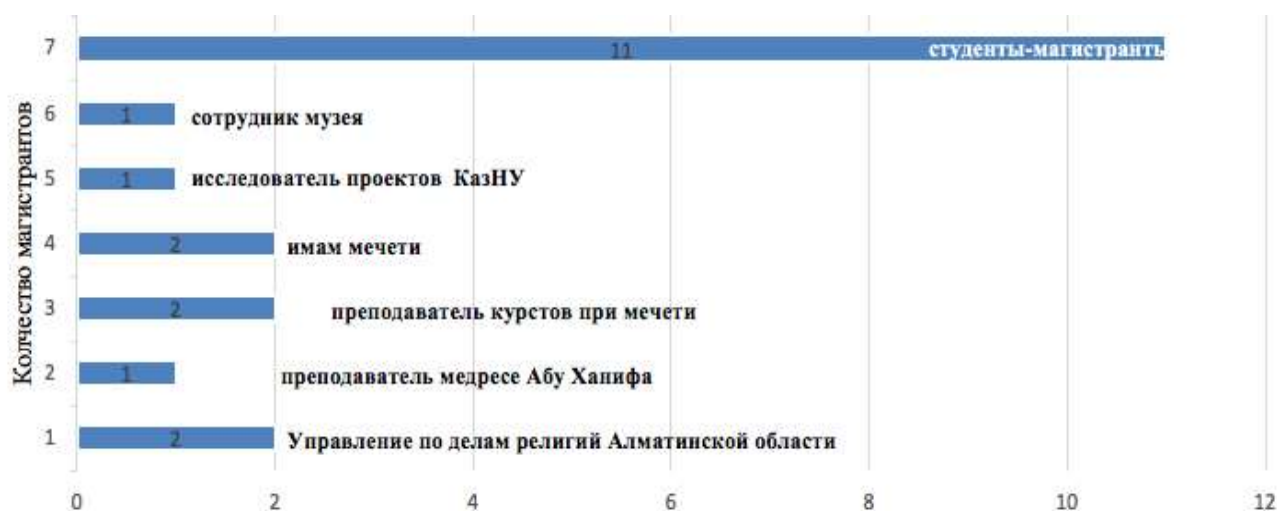 Колчество магистрантов
7 11 студенты-магистранть
6 1 сотрудник музея
5 1 исследователь проектов КазНУ
4 2 имам мечети
3 2 преподаватель курстов при мечети
2 1 преподаватель медресе Абу Ханифа
1 2 Управление по делам религий Алматинской области
0 2 4 6 8 10 12